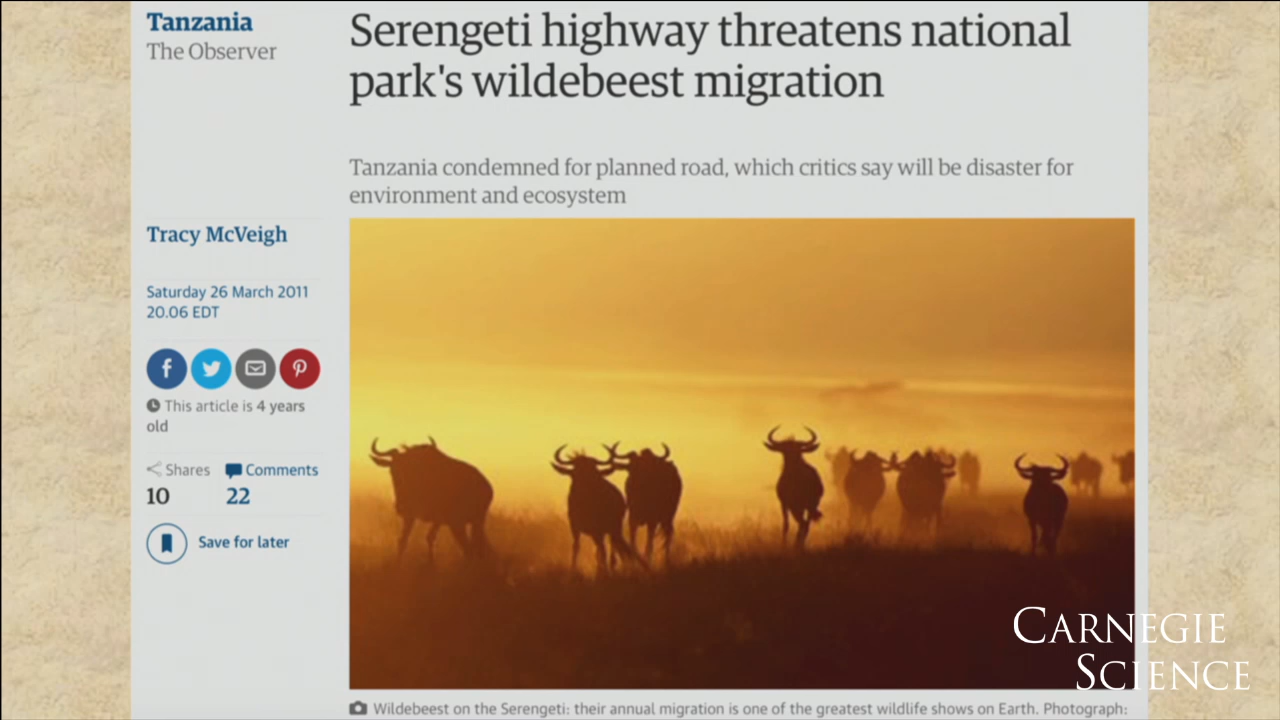 Tanzania
The Observer
Serengeti highway threatens national
park's wildebeest migration
Tanzania condemned for planned road, which critics say will be disaster for
environment and ecosystem
Tracy McVeigh
Saturday 26 March 2011
20.06 EDT
f
This article is 4 years
old
Shares
10
Comments
22
Save for later
Wildebeest on the Serengeti: their annual migration is one of the greatest wildlife shows on Earth. Photograph:
CARNEGIE
SCIENCE